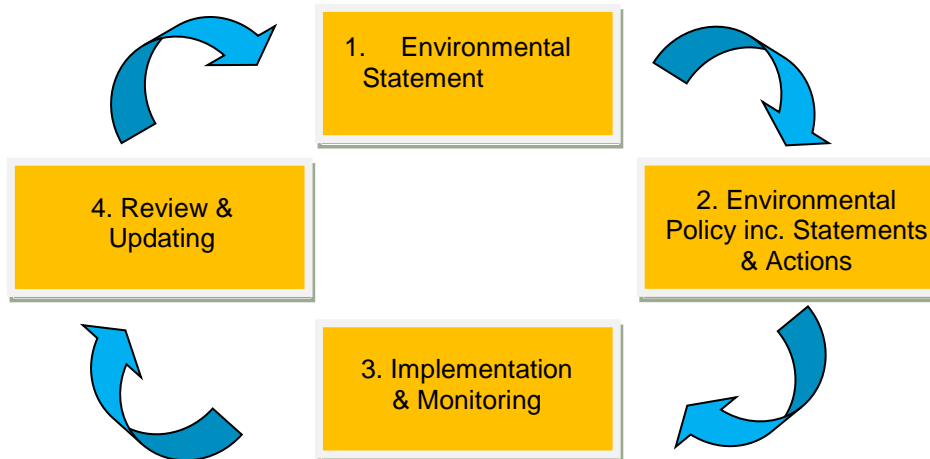 1. Environmental
Statement
2. Environmental
Policy inc. Statements
& Actions
3. Implementation
& Monitoring
4. Review &
Updating